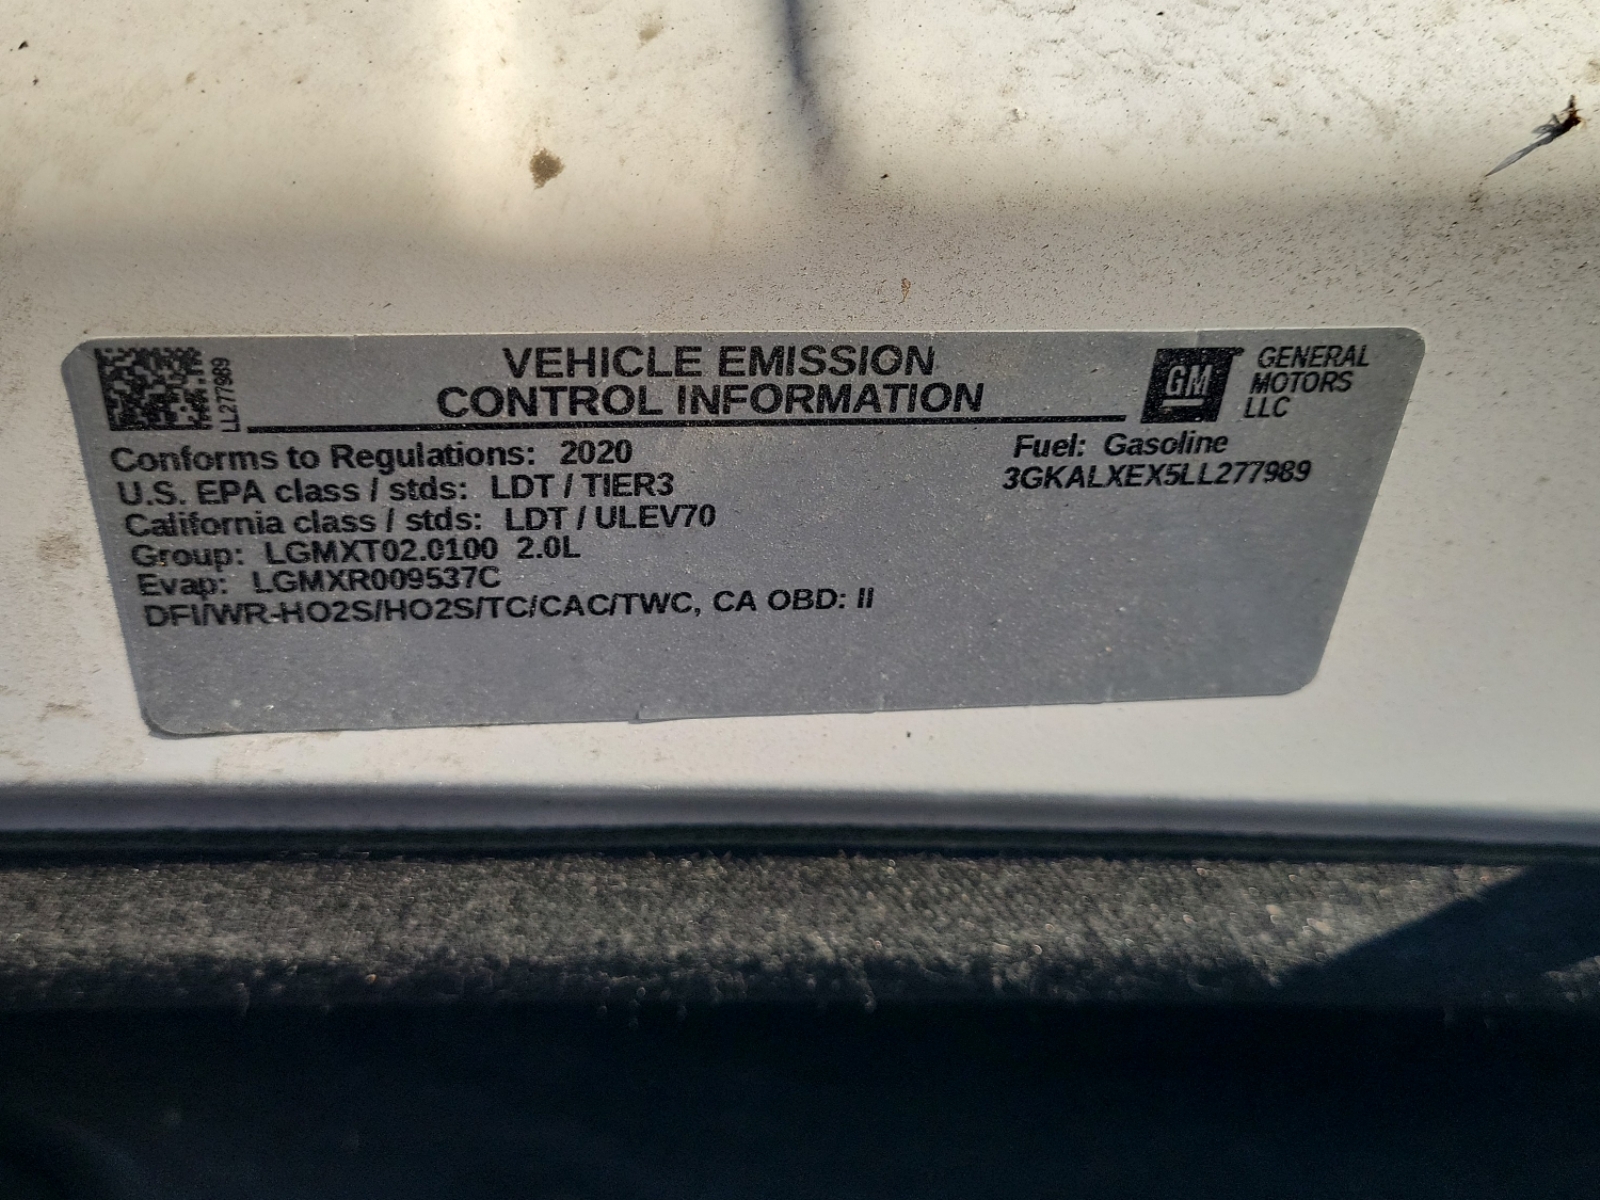 LL277989
VEHICLE EMISSION
CONTROL INFORMATION
GM
GENERAL
MOTORS
LLC
Conforms to Regulations: 2020
U.S. EPA class / stds: LDT / TIER3
California class / stds: LDT / ULEV70
Group: LGMXT02.0100 2.0L
Evap: LGMXR009537C
DFI/WR-HO2S/HO2S/TC/CAC/TWC, CA OBD: II
Fuel: Gasoline
3GKALXEX5LL277989